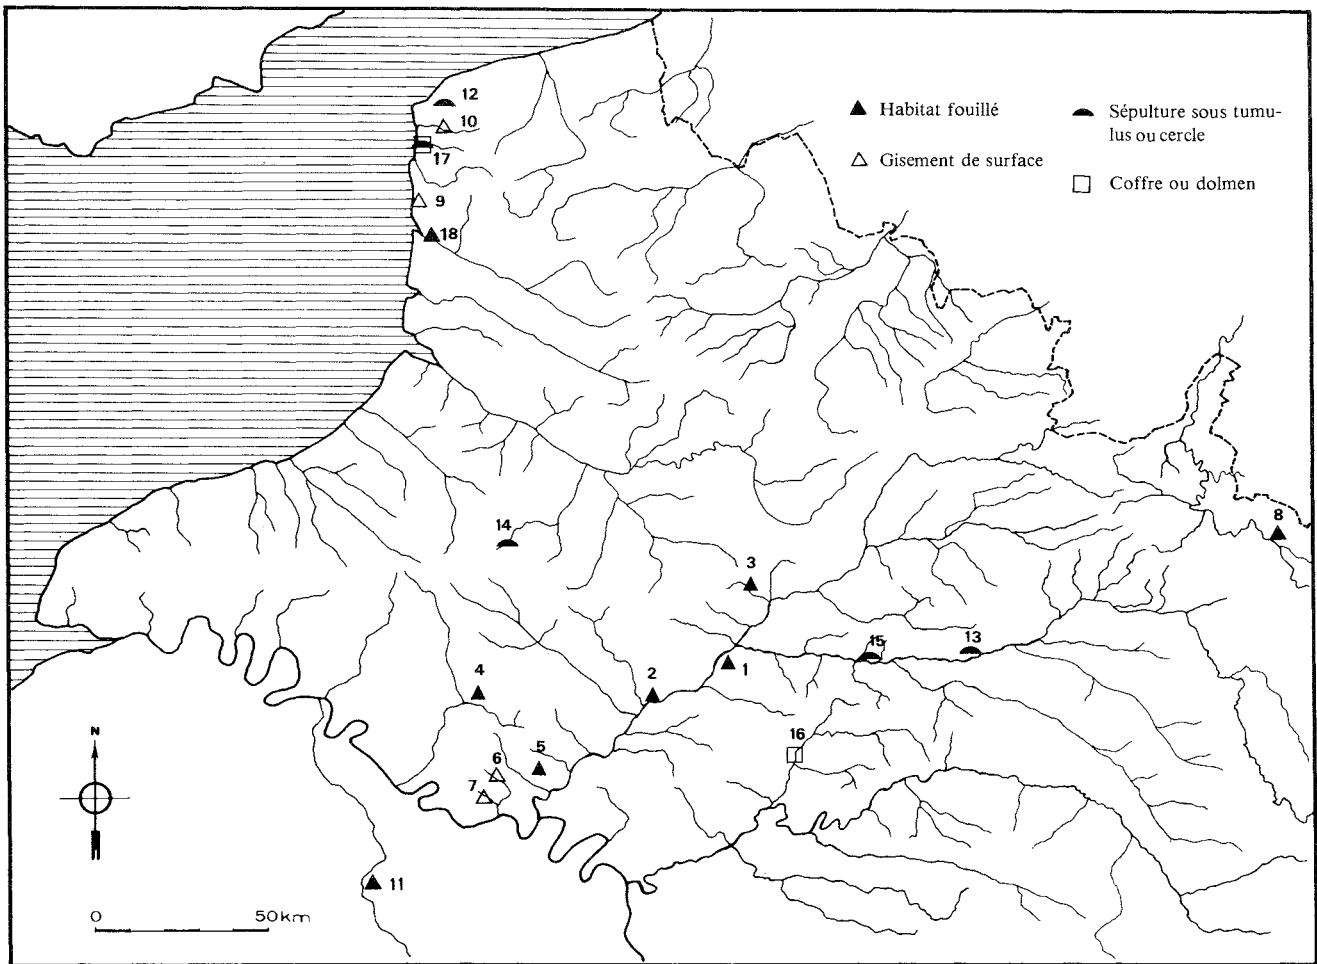 12
10
17
9
18
Habitat fouillé
Gisement de surface
Sépulture sous tumu-
lus ou cercle
Coffre ou dolmen
8
14
3
15
13
1
2
4
16
5
6
7
11
N
0 50km